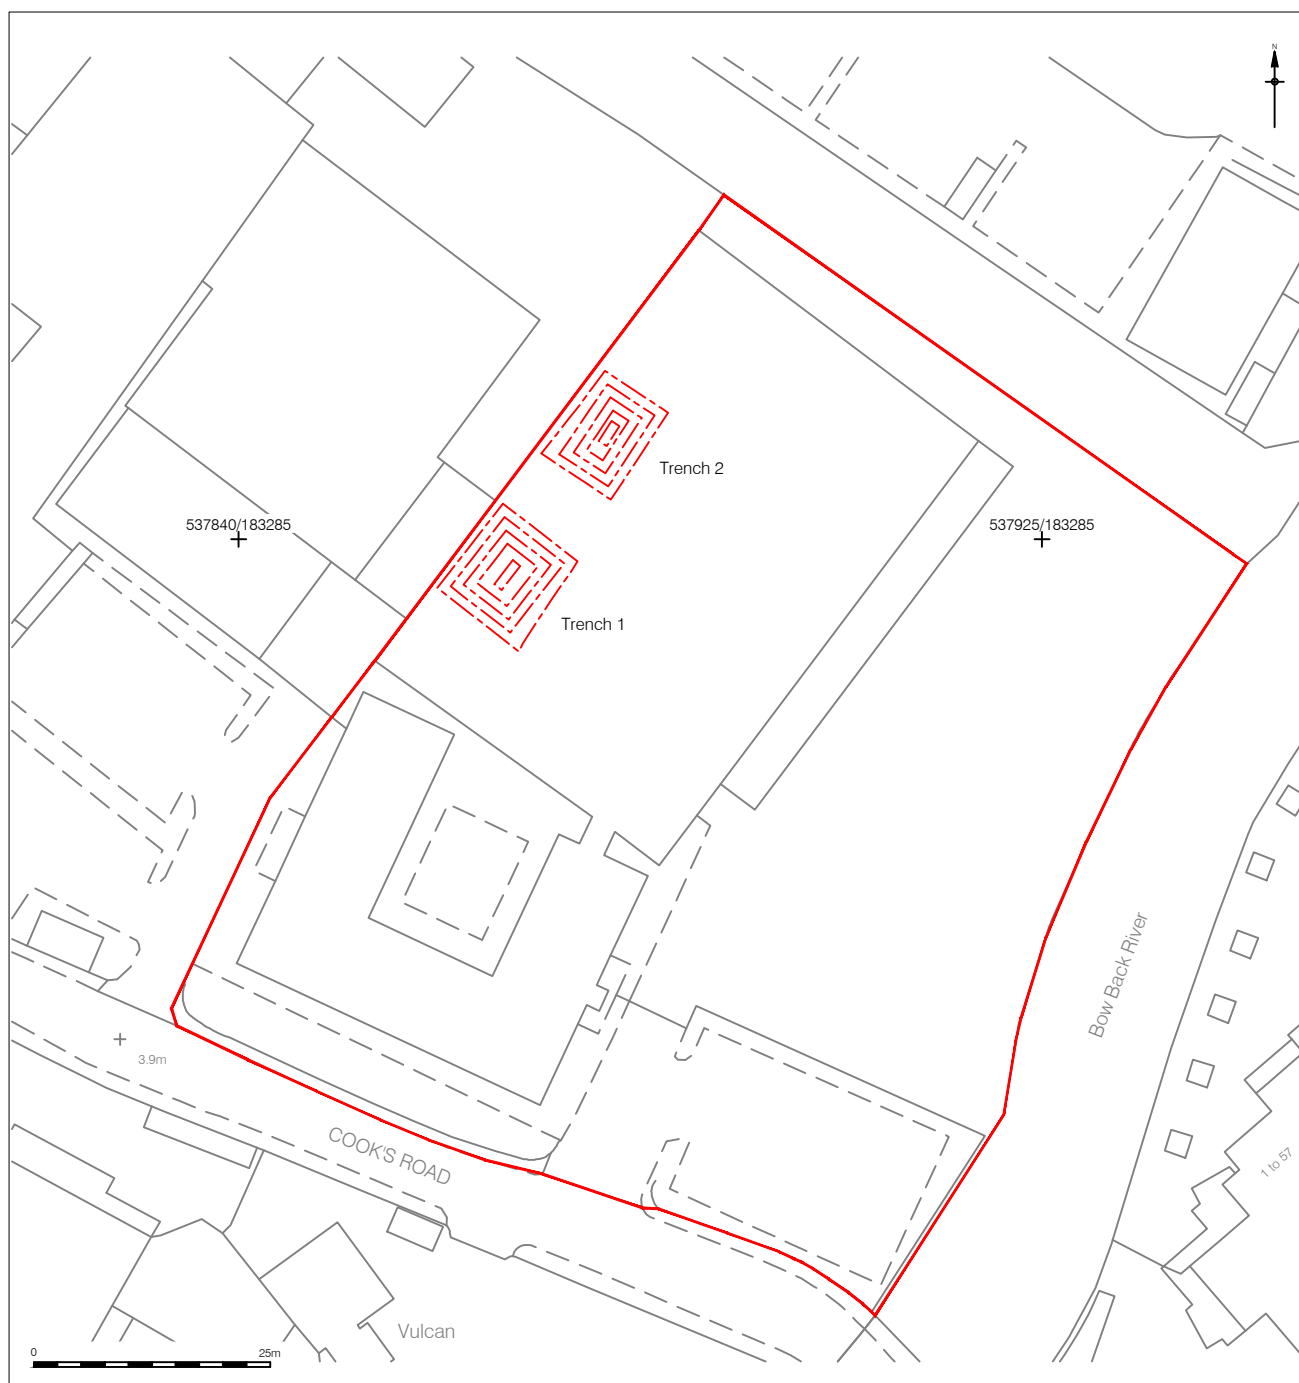 N
Trench 2
537840/183285
537925/183285
Trench 1
Bow Back River
3.9m
COOK'S ROAD
1 to 57
Vulcan
0
25m